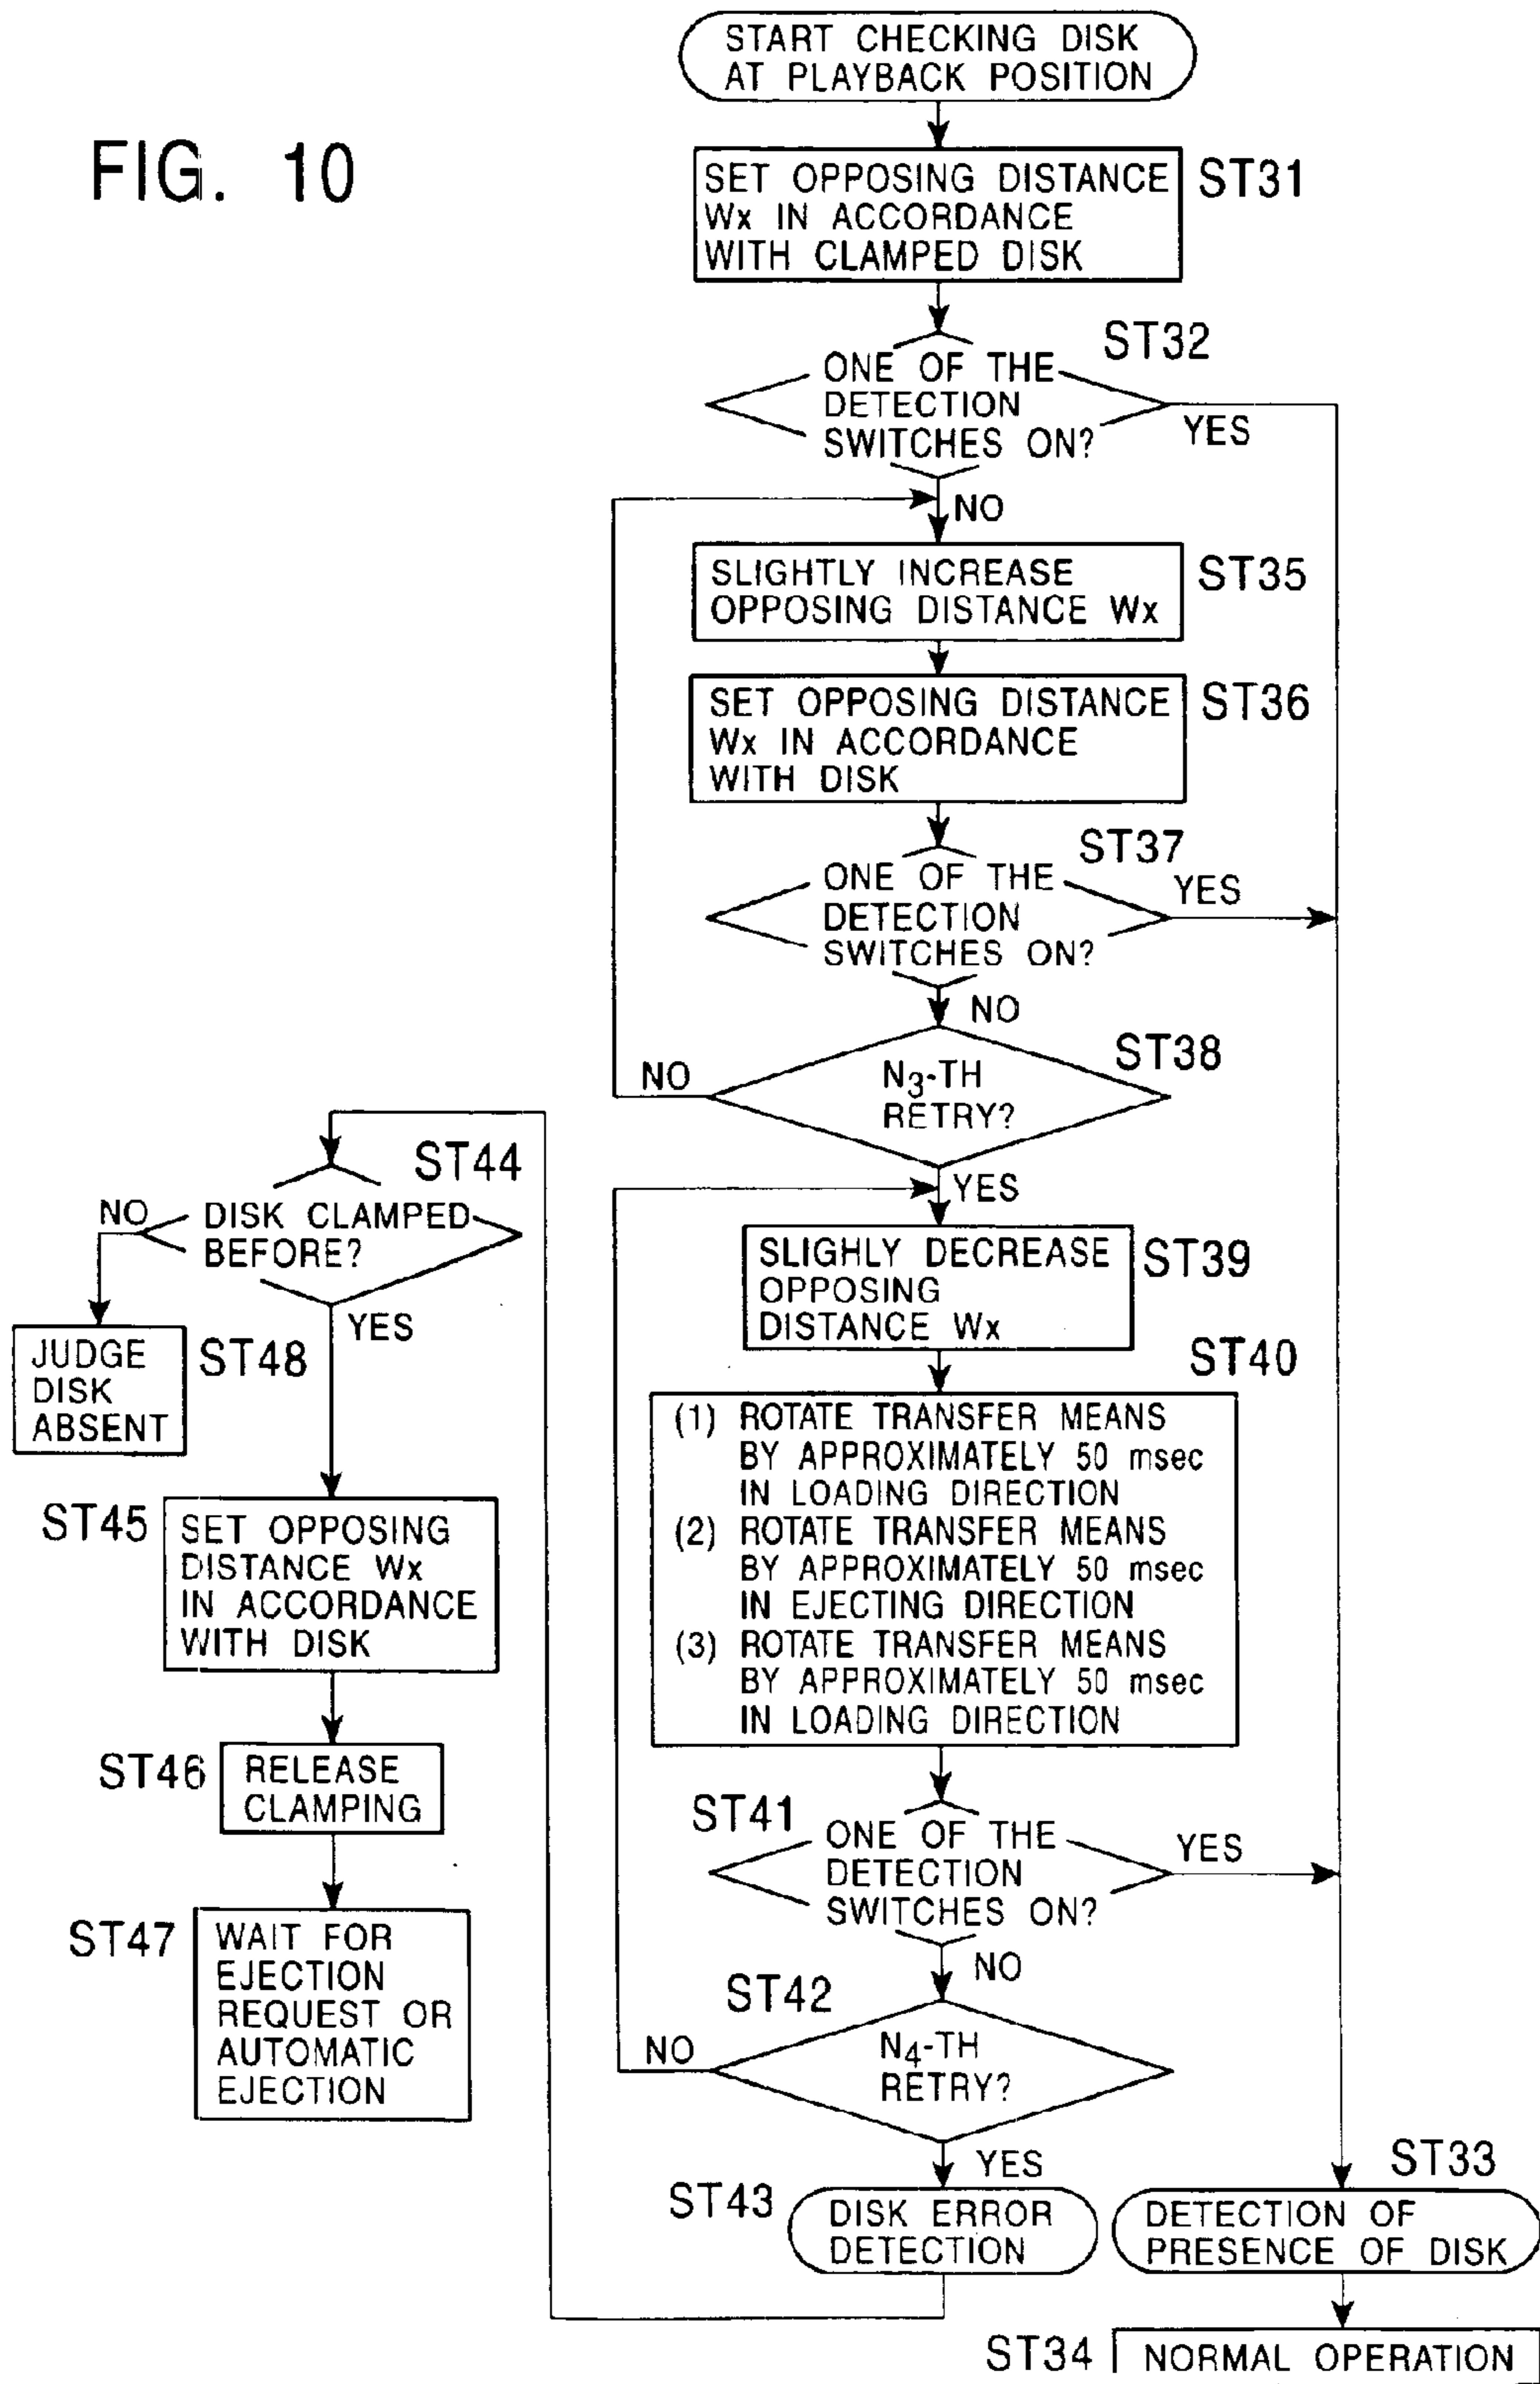 FIG. 10
START CHECKING DISK
AT PLAYBACK POSITION
SET OPPOSING DISTANCE
Wx IN ACCORDANCE
WITH CLAMPED DISK
ST31
ST32
ONE OF THE
DETECTION
SWITCHES ON?
YES
NO
SLIGHTLY INCREASE
OPPOSING DISTANCE Wx
ST35
SET OPPOSING DISTANCE
Wx IN ACCORDANCE
WITH DISK
ST36
ST37
ONE OF THE
DETECTION
SWITCHES ON?
YES
NO
ST38
N3-TH
RETRY?
NO
YES
SLIGHLY DECREASE
OPPOSING
DISTANCE Wx
ST39
ST40
(1) ROTATE TRANSFER MEANS
BY APPROXIMATELY 50 msec
IN LOADING DIRECTION
(2) ROTATE TRANSFER MEANS
BY APPROXIMATELY 50 msec
IN EJECTING DIRECTION
(3) ROTATE TRANSFER MEANS
BY APPROXIMATELY 50 msec
IN LOADING DIRECTION
ST41
ONE OF THE
DETECTION
SWITCHES ON?
YES
NO
ST42
N4-TH
RETRY?
NO
YES
ST43
DISK ERROR
DETECTION
ST33
DETECTION OF
PRESENCE OF DISK
ST34
NORMAL OPERATION
ST44
DISK CLAMPED
BEFORE?
NO
YES
JUDGE
DISK
ABSENT
ST48
ST45
SET OPPOSING
DISTANCE Wx
IN ACCORDANCE
WITH DISK
ST46
RELEASE
CLAMPING
ST47
WAIT FOR
EJECTION
REQUEST OR
AUTOMATIC
EJECTION